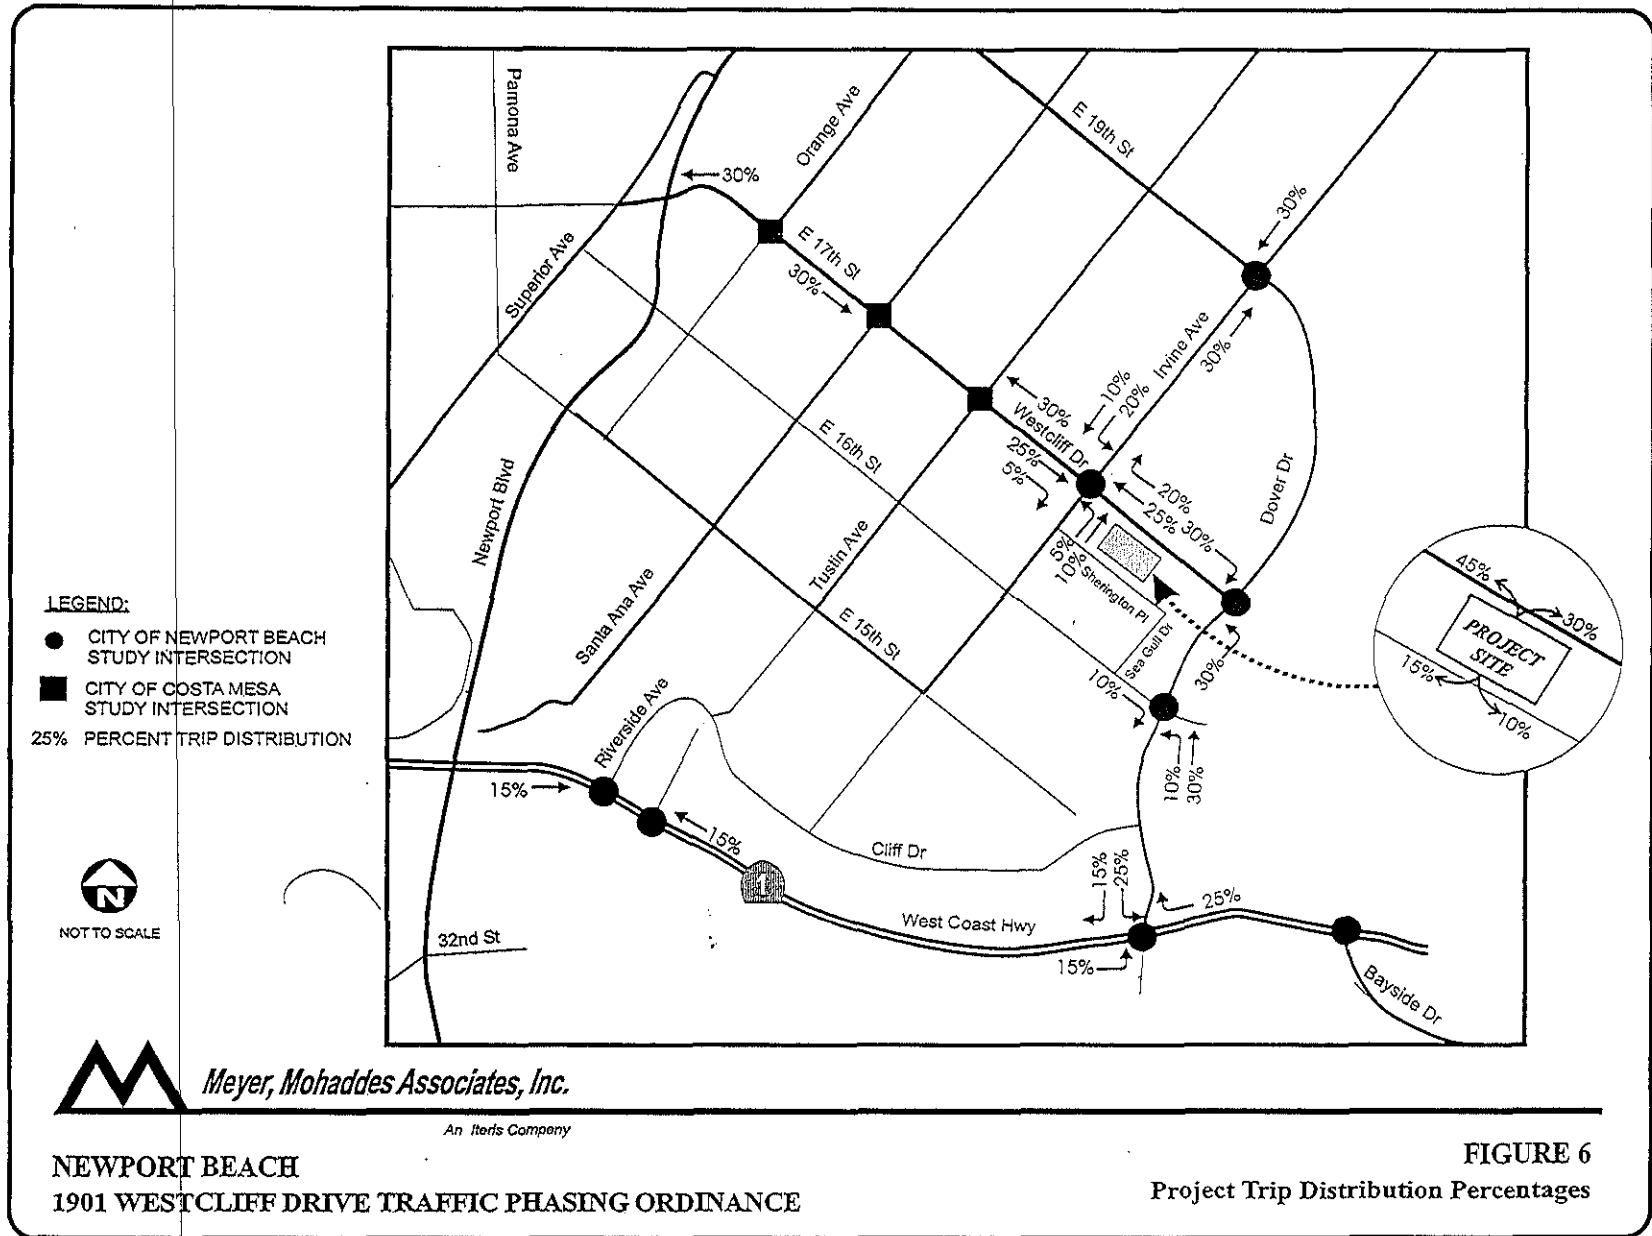 Pamona Ave
Orange Ave
E 19th St
30%
30%
Superior Ave
E 17th St
30%
Irvine Ave
30%
10%
20%
30%
Westcliff Dr
25%
5%
E 16th St
20%
25%
30%
Dover Dr
Newport Blvd
5%
10%
Sherington Pl
Tustin Ave
Santa Ana Ave
E 15th St
Sea Gull Dr
30%
10%
45%
30%
PROJECT
SITE
15%
10%
LEGEND:
CITY OF NEWPORT BEACH
STUDY INTERSECTION
CITY OF COSTA MESA
STUDY INTERSECTION
25% PERCENT TRIP DISTRIBUTION
Riverside Ave
15%
15%
10%
30%
1
Cliff Dr
15%
25%
25%
West Coast Hwy
15%
Bayside Dr
32nd St
N
NOT TO SCALE
Meyer, Mohaddes Associates, Inc.
An Iteris Company
NEWPORT BEACH
1901 WESTCLIFF DRIVE TRAFFIC PHASING ORDINANCE
FIGURE 6
Project Trip Distribution Percentages